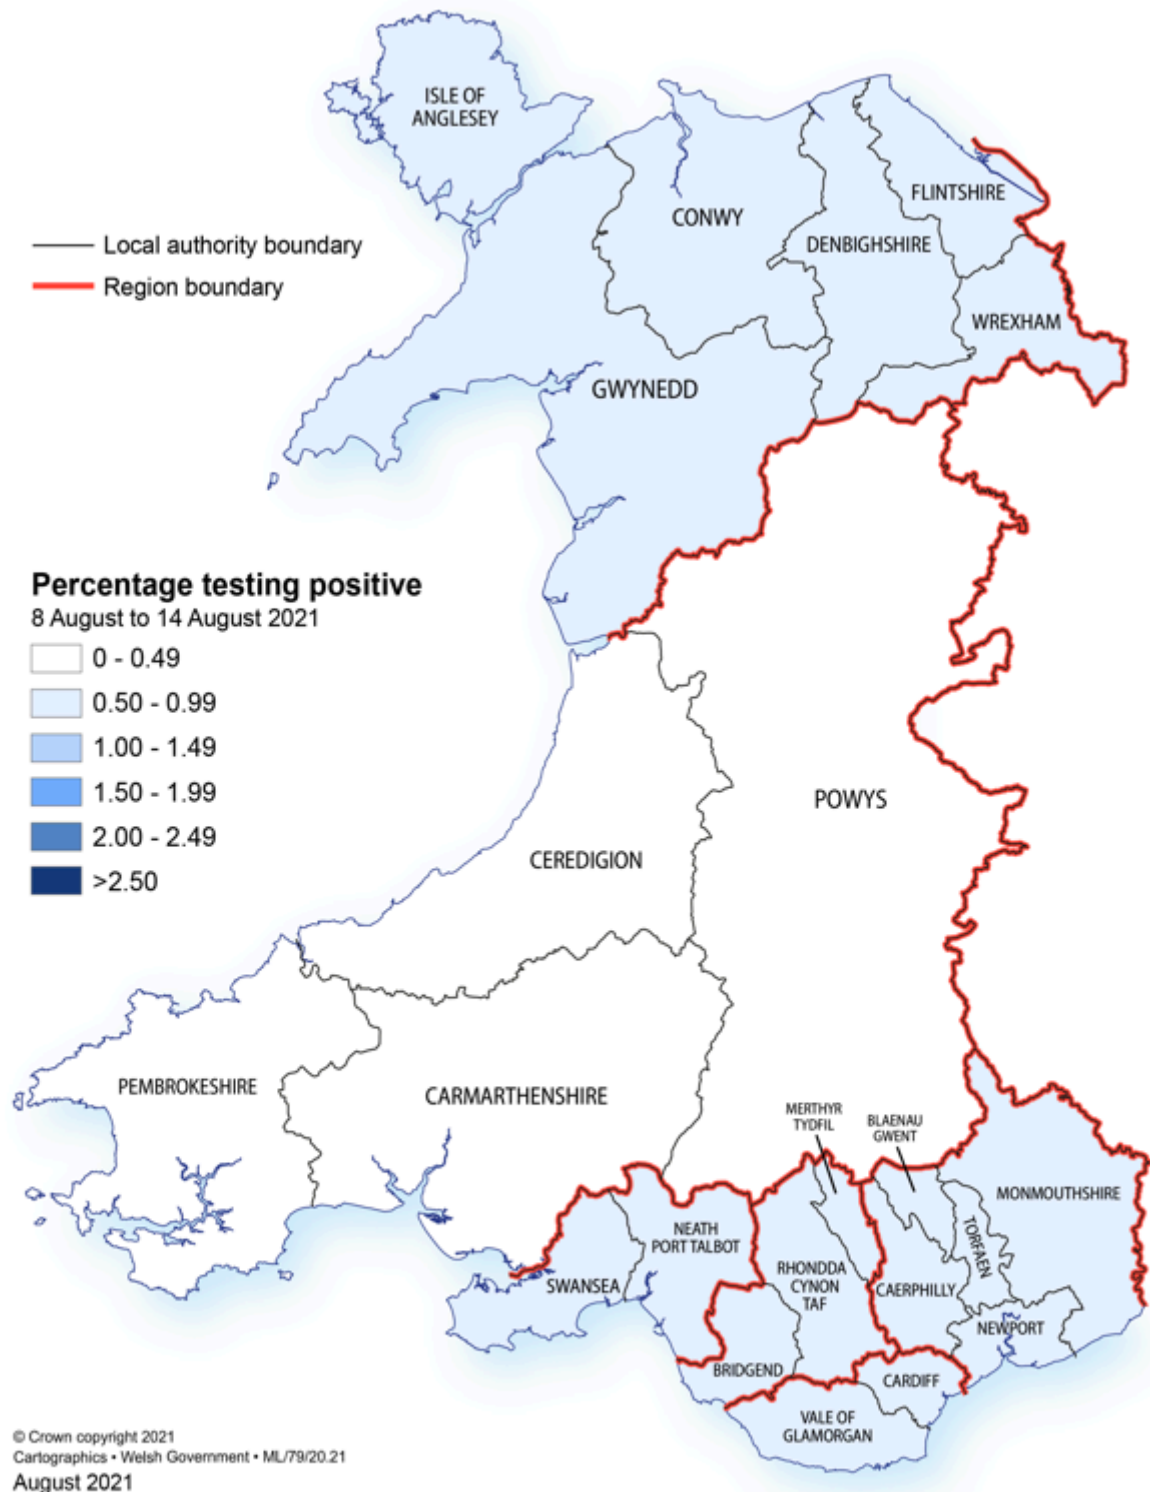 ISLE OF
ANGLESEY
FLINTSHIRE
CONWY
DENBIGHSHIRE
Local authority boundary
Region boundary
WREXHAM
GWYNEDD
Percentage testing positive
8 August to 14 August 2021
0 - 0.49
0.50 - 0.99
1.00 - 1.49
1.50 - 1.99
2.00 - 2.49
>2.50
POWYS
CEREDIGION
PEMBROKESHIRE
CARMARTHENSHIRE
MERTHYR
TYDFIL
BLAENAU
GWENT
MONMOUTHSHIRE
NEATH
PORT TALBOT
TORFAEN
SWANSEA
RHONDDA
CYNON
TAF
CAERPHILLY
NEWPORT
BRIDGEND
CARDIFF
VALE OF
GLAMORGAN
© Crown copyright 2021
Cartographics • Welsh Government • ML/79/20.21
August 2021